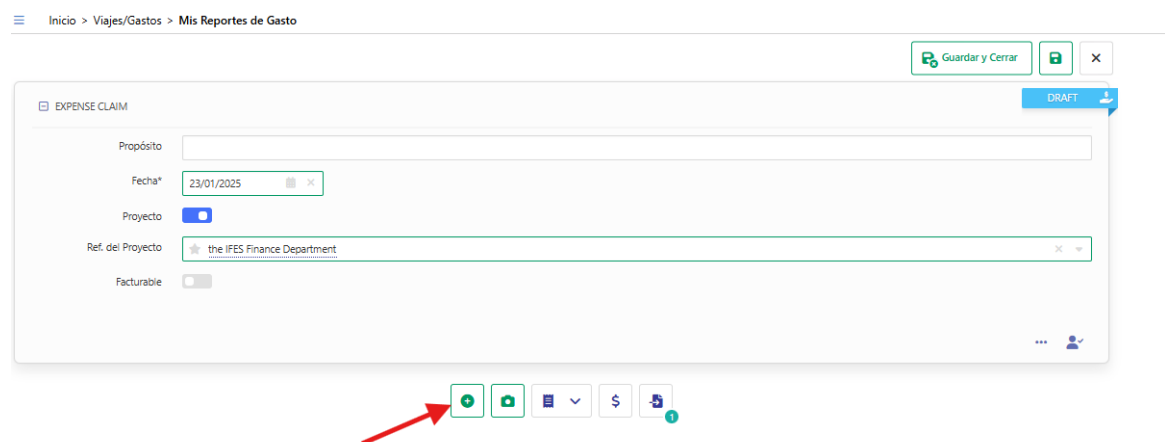 Inicio > Viajes/Gastos > Mis Reportes de Gasto
Guardar y Cerrar
EXPENSE CLAIM
DRAFT
Propósito
Fecha* 23/01/2025
Proyecto
Ref. del Proyecto the IFES Finance Department
Facturable
$
1